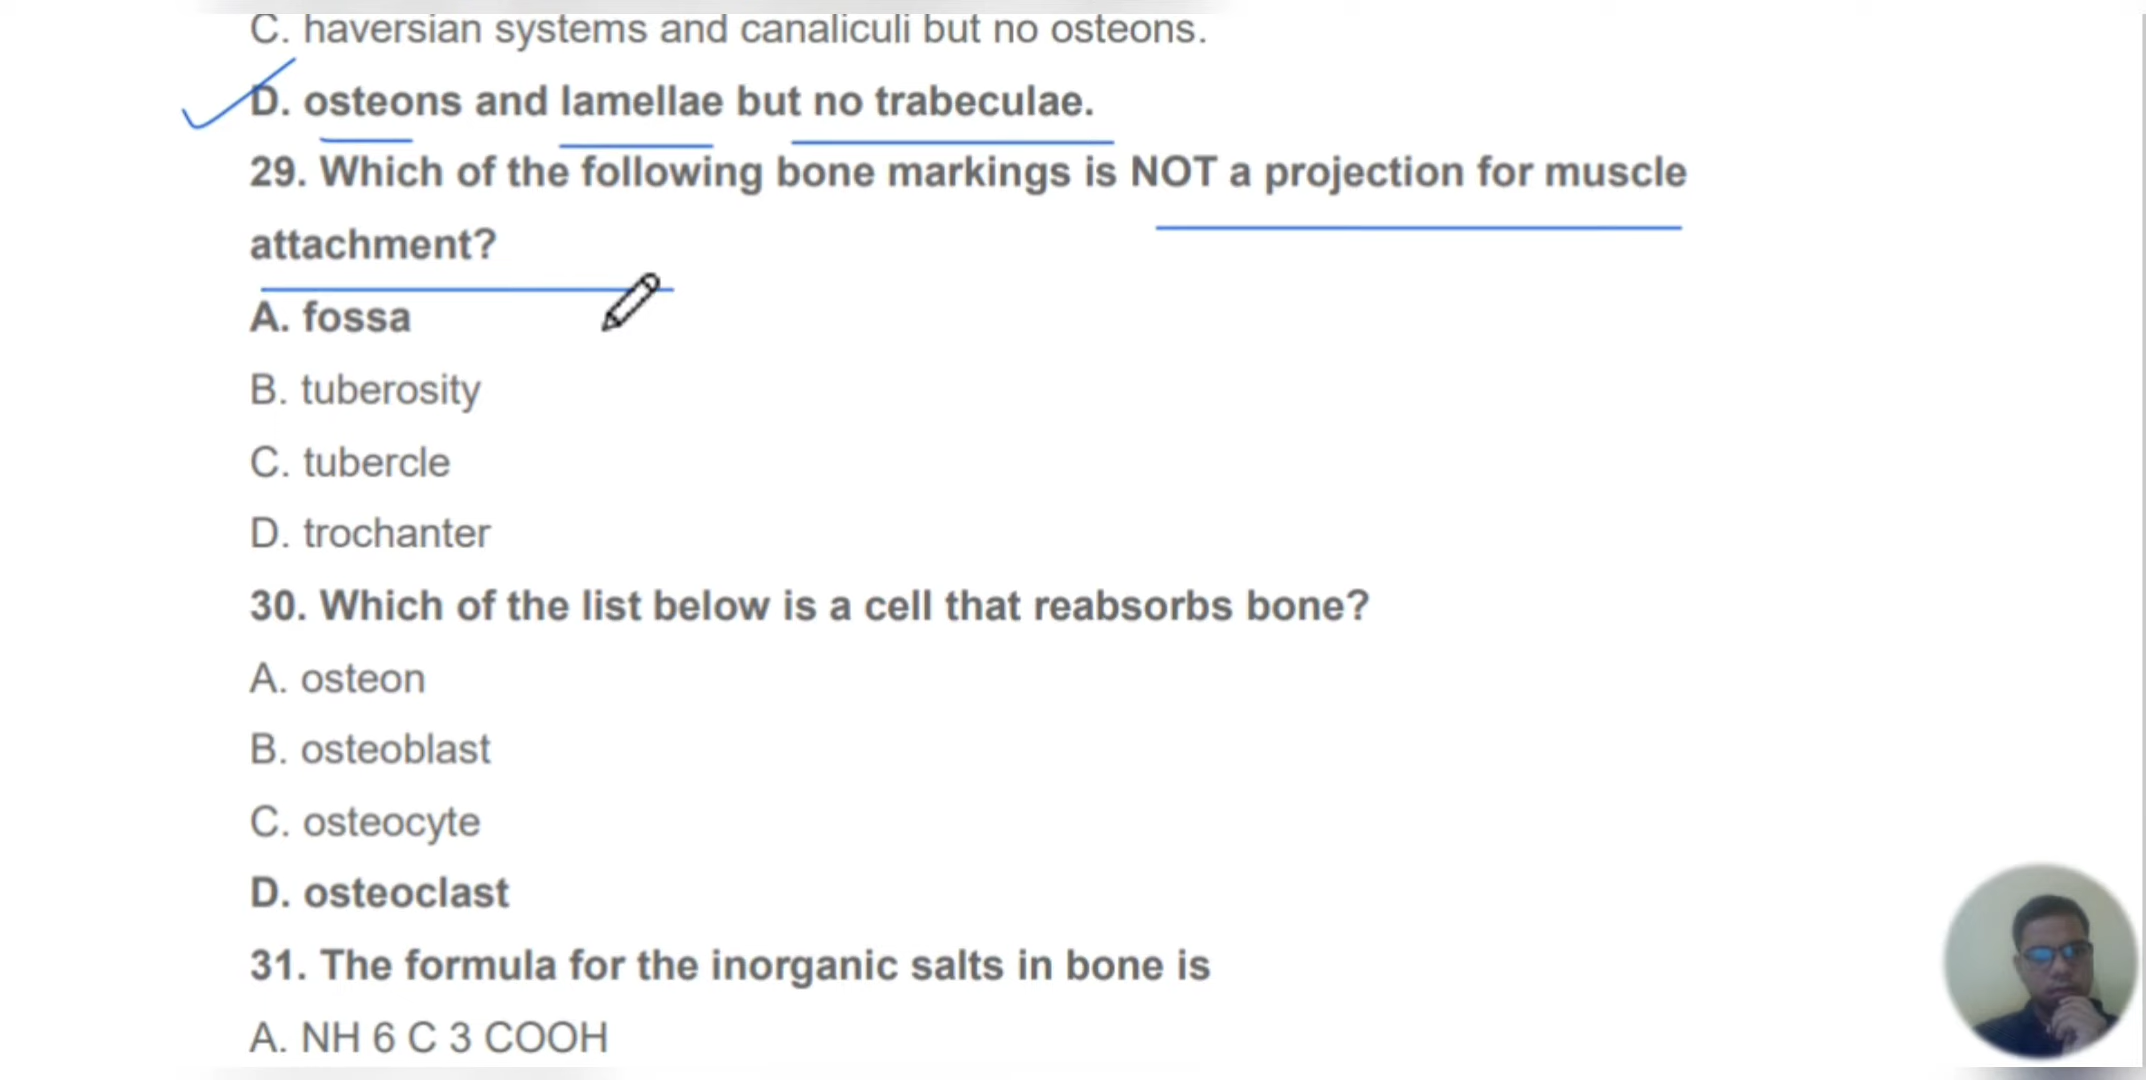 C. haversian systems and canaliculi but no osteons.
D. osteons and lamellae but no trabeculae.
29. Which of the following bone markings is NOT a projection for muscle
attachment?
A. fossa
B. tuberosity
C. tubercle
D. trochanter
30. Which of the list below is a cell that reabsorbs bone?
A. osteon
B. osteoblast
C. osteocyte
D. osteoclast
31. The formula for the inorganic salts in bone is
A. NH 6 C 3 COOH